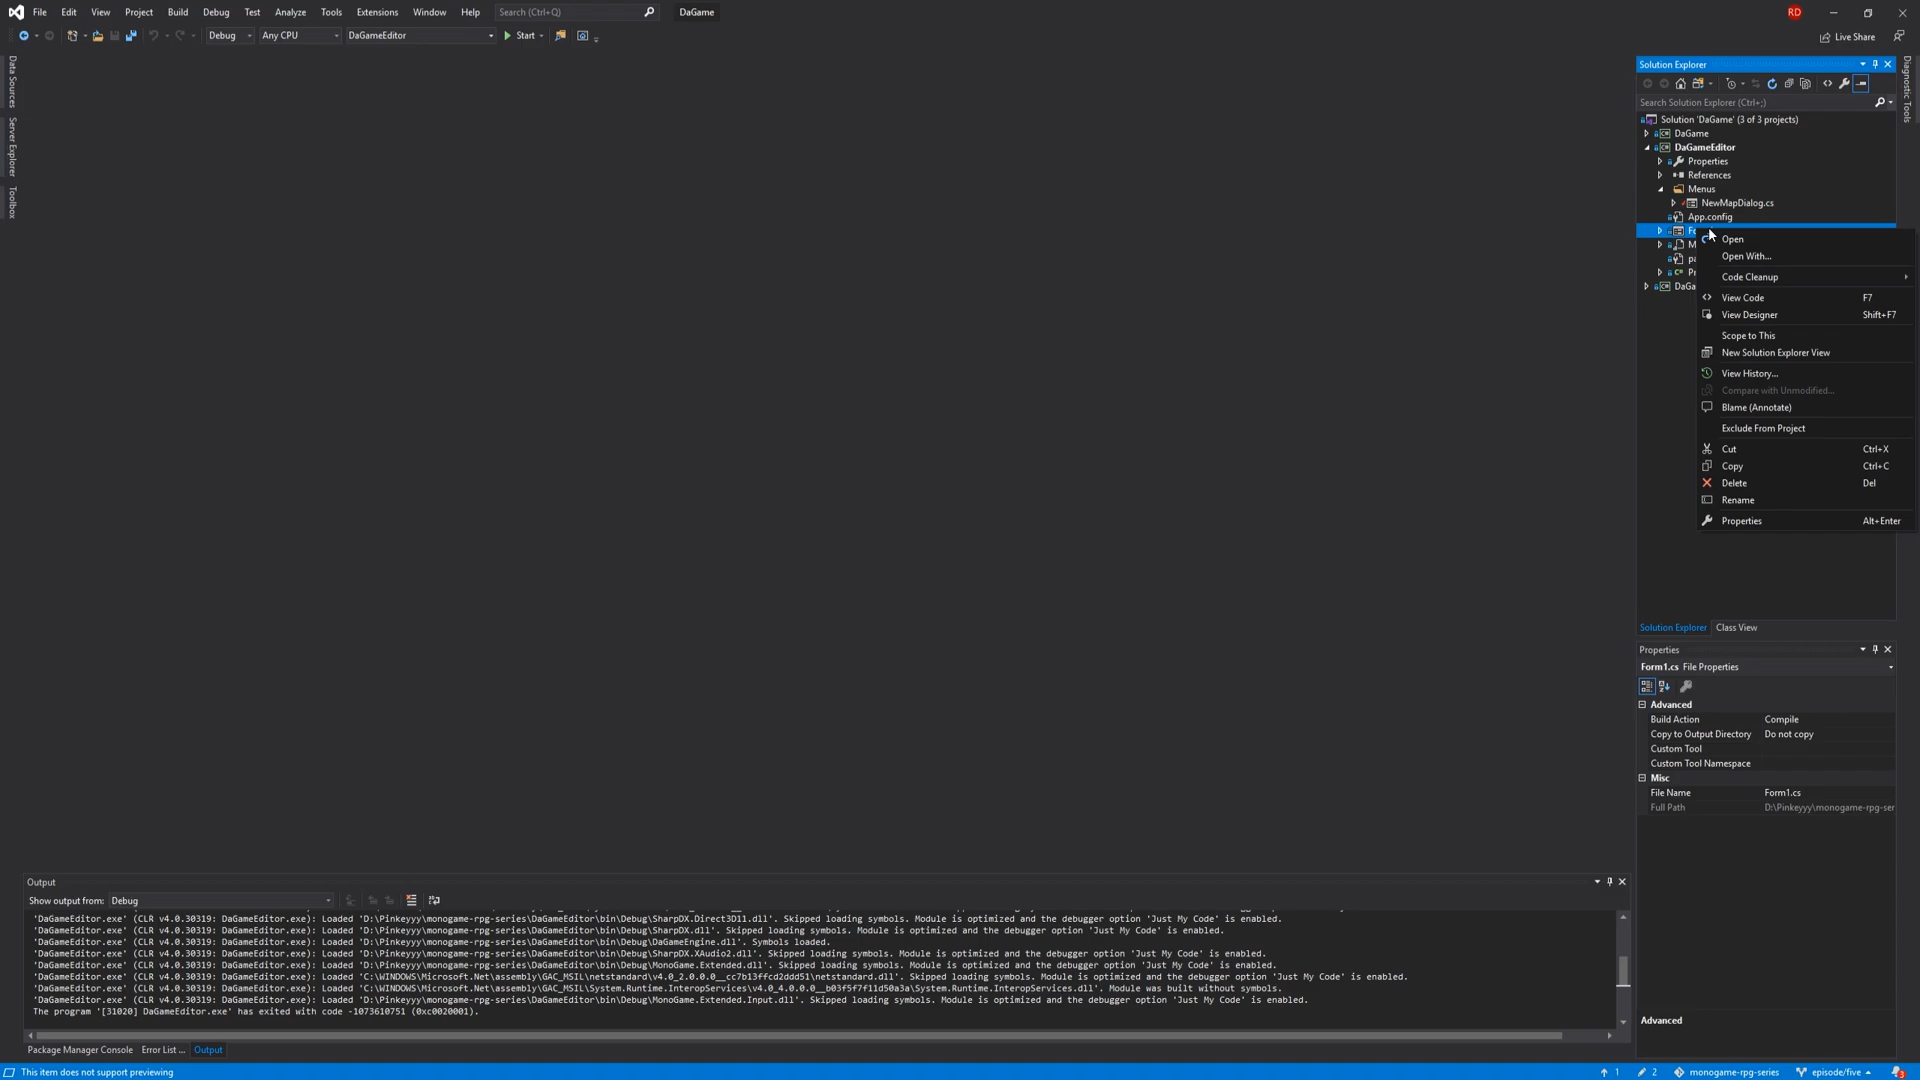 File Edit View Project Build Debug Test Analyze Tools Extensions Window Help Search (Ctrl+Q) DaGame RD
Debug Any CPU DaGameEditor Start Live Share
Data Sources
Server Explorer
Toolbox
Diagnostic Tools
Solution Explorer
Search Solution Explorer (Ctrl+;)
Solution 'DaGame' (3 of 3 projects)
DaGame
DaGameEditor
Properties
References
Menus
NewMapDialog.cs
App.config
Fo
M
pa
Pr
DaGa
Open
Open With...
Code Cleanup
View Code F7
View Designer Shift+F7
Scope to This
New Solution Explorer View
View History...
Compare with Unmodified...
Blame (Annotate)
Exclude From Project
Cut Ctrl+X
Copy Ctrl+C
Delete Del
Rename
Properties Alt+Enter
Solution Explorer Class View
Properties
Form1.cs File Properties
Advanced
Build Action Compile
Copy to Output Directory Do not copy
Custom Tool
Custom Tool Namespace
Misc
File Name Form1.cs
Full Path D:\Pinkeyyy\monogame-rpg-ser
Advanced
Output
Show output from: Debug
'DaGameEditor.exe' (CLR v4.0.30319: DaGameEditor.exe): Loaded 'D:\Pinkeyyy\monogame-rpg-series\DaGameEditor\bin\Debug\SharpDX.Direct3D11.dll'. Skipped loading symbols. Module is optimized and the debugger option 'Just My Code' is enabled.
'DaGameEditor.exe' (CLR v4.0.30319: DaGameEditor.exe): Loaded 'D:\Pinkeyyy\monogame-rpg-series\DaGameEditor\bin\Debug\SharpDX.dll'. Skipped loading symbols. Module is optimized and the debugger option 'Just My Code' is enabled.
'DaGameEditor.exe' (CLR v4.0.30319: DaGameEditor.exe): Loaded 'D:\Pinkeyyy\monogame-rpg-series\DaGameEditor\bin\Debug\DaGameEngine.dll'. Symbols loaded.
'DaGameEditor.exe' (CLR v4.0.30319: DaGameEditor.exe): Loaded 'D:\Pinkeyyy\monogame-rpg-series\DaGameEditor\bin\Debug\SharpDX.XAudio2.dll'. Skipped loading symbols. Module is optimized and the debugger option 'Just My Code' is enabled.
'DaGameEditor.exe' (CLR v4.0.30319: DaGameEditor.exe): Loaded 'D:\Pinkeyyy\monogame-rpg-series\DaGameEditor\bin\Debug\MonoGame.Extended.dll'. Skipped loading symbols. Module is optimized and the debugger option 'Just My Code' is enabled.
'DaGameEditor.exe' (CLR v4.0.30319: DaGameEditor.exe): Loaded 'C:\WINDOWS\Microsoft.Net\assembly\GAC_MSIL\netstandard\v4.0_2.0.0.0__cc7b13ffcd2ddd51\netstandard.dll'. Skipped loading symbols. Module is optimized and the debugger option 'Just My Code' is enabled.
'DaGameEditor.exe' (CLR v4.0.30319: DaGameEditor.exe): Loaded 'C:\WINDOWS\Microsoft.Net\assembly\GAC_MSIL\System.Runtime.InteropServices\v4.0_4.0.0.0__b03f5f7f11d50a3a\System.Runtime.InteropServices.dll'. Module was built without symbols.
'DaGameEditor.exe' (CLR v4.0.30319: DaGameEditor.exe): Loaded 'D:\Pinkeyyy\monogame-rpg-series\DaGameEditor\bin\Debug\MonoGame.Extended.Input.dll'. Skipped loading symbols. Module is optimized and the debugger option 'Just My Code' is enabled.
The program '[31020] DaGameEditor.exe' has exited with code -1073610751 (0xc0020001).
Package Manager Console Error List ... Output
This item does not support previewing 1 2 monogame-rpg-series episode/five 3